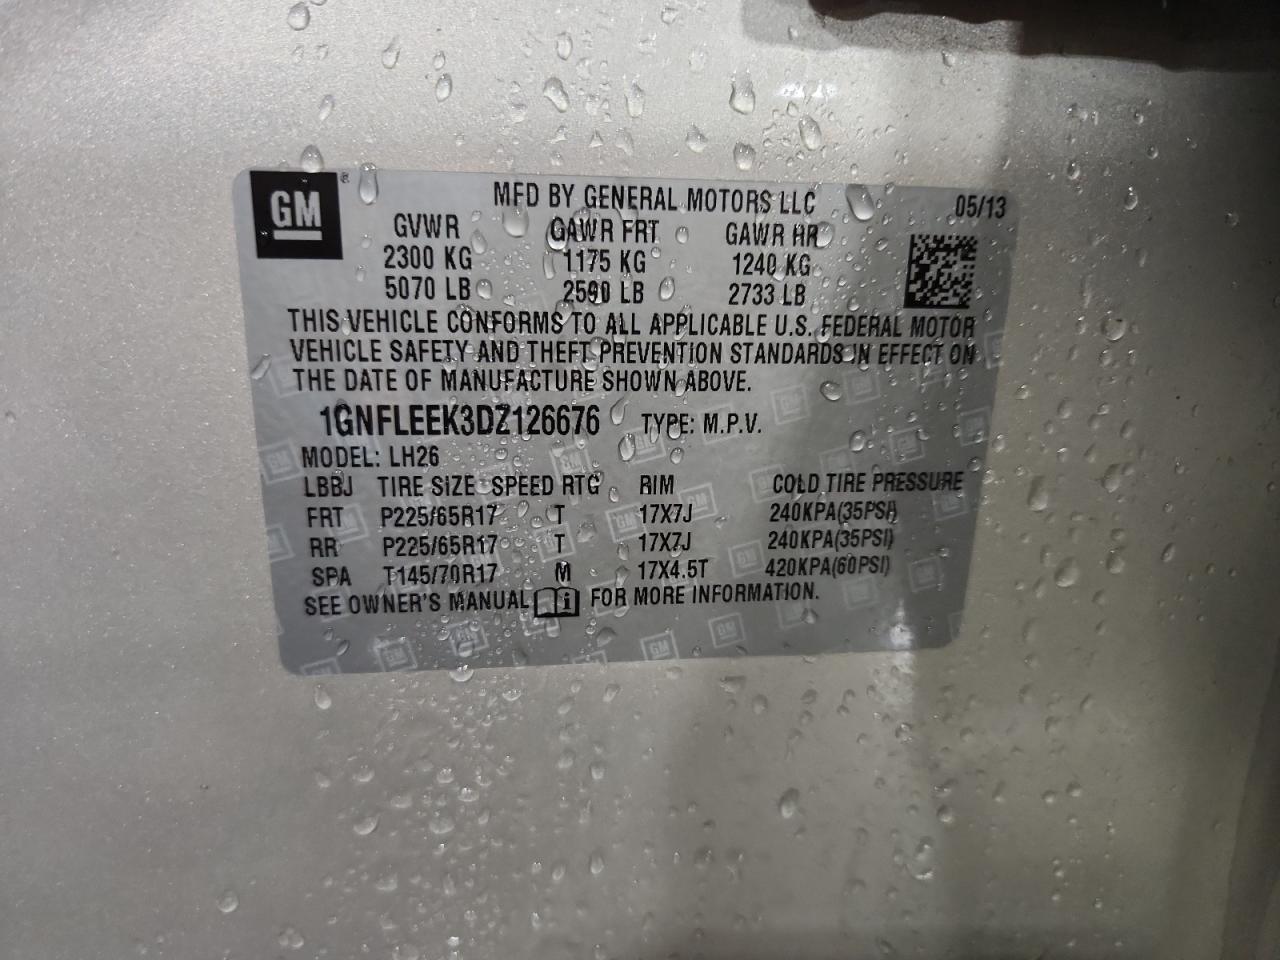 GM
MFD BY GENERAL MOTORS LLC 05/13
GVWR GAWR FRT GAWR RR
2300 KG 1175 KG 1240 KG
5070 LB 2590 LB 2733 LB
THIS VEHICLE CONFORMS TO ALL APPLICABLE U.S. FEDERAL MOTOR
VEHICLE SAFETY AND THEFT PREVENTION STANDARDS IN EFFECT ON
THE DATE OF MANUFACTURE SHOWN ABOVE.
1GNFLEEK3DZ126676 TYPE: M.P.V.
MODEL: LH26
LBBJ TIRE SIZE SPEED RTG RIM COLD TIRE PRESSURE
FRT P225/65R17 T 17X7J 240KPA(35PSI)
RR P225/65R17 T 17X7J 240KPA(35PSI)
SPA T145/70R17 M 17X4.5T 420KPA(60PSI)
SEE OWNER'S MANUAL FOR MORE INFORMATION.